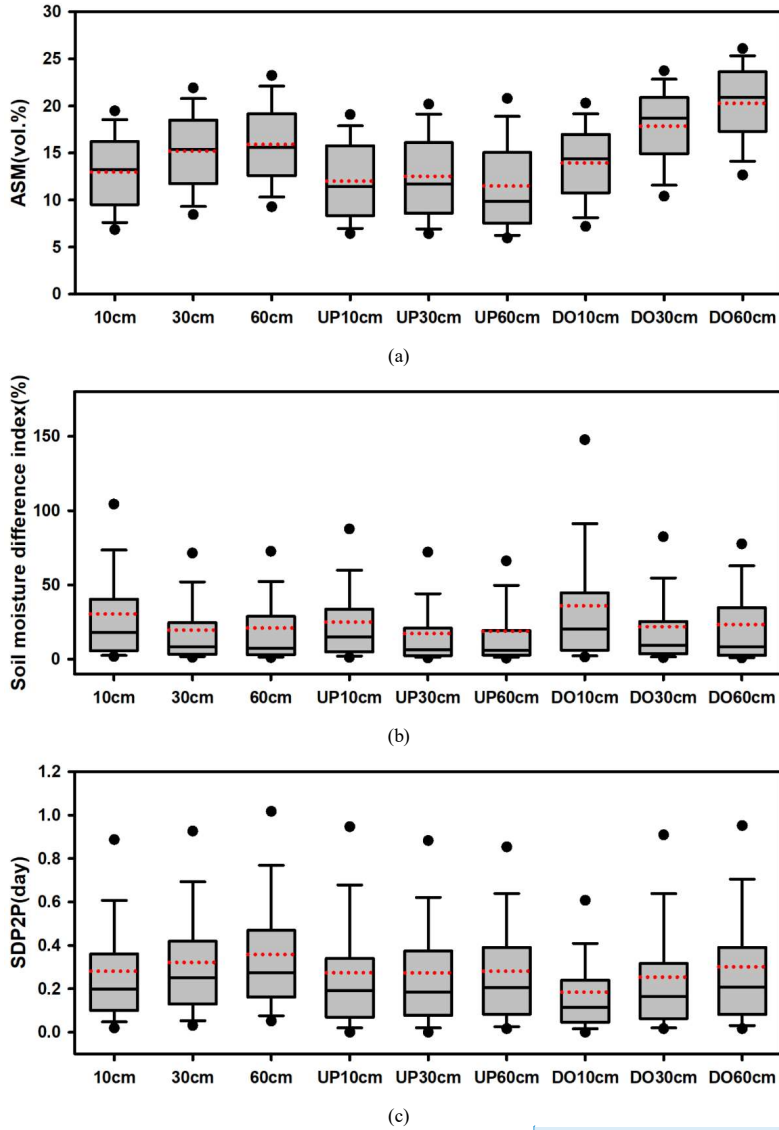 30
25
20
15
10
5
0
ASM(vol.%)
10cm 30cm 60cm UP10cm UP30cm UP60cm DO10cm DO30cm DO60cm
(a)
150
100
50
0
Soil moisture difference index(%)
10cm 30cm 60cm UP10cm UP30cm UP60cm DO10cm DO30cm DO60cm
(b)
1.2
1.0
0.8
0.6
0.4
0.2
0.0
SDP2P(day)
10cm 30cm 60cm UP10cm UP30cm UP60cm DO10cm DO30cm DO60cm
(c)